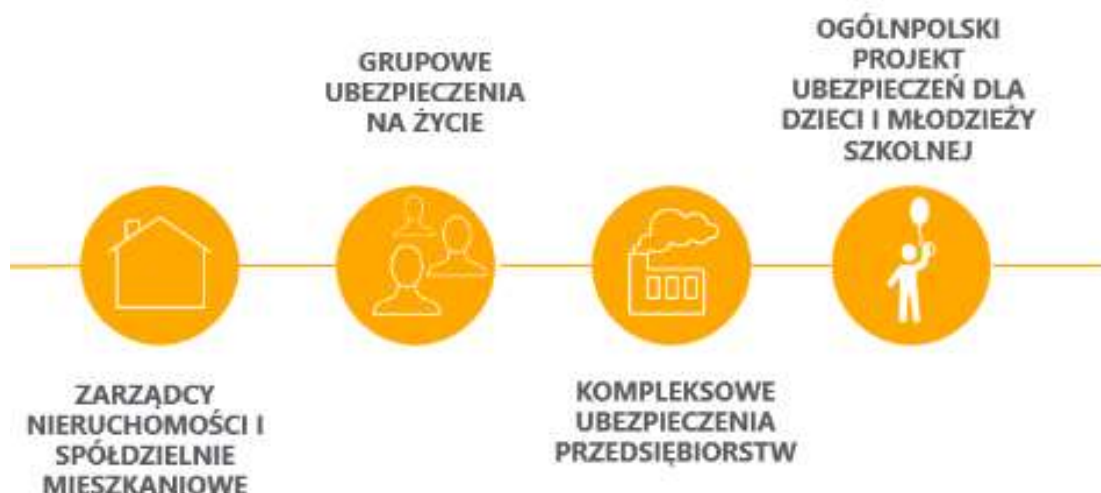 ZARZĄDCY
NIERUCHOMOŚCI I
SPÓŁDZIELNIE
MIESZKANIOWE
GRUPOWE
UBEZPIECZENIA
NA ŻYCIE
KOMPLEKSOWE
UBEZPIECZENIA
PRZEDSIĘBIORSTW
OGÓLNPOLSKI
PROJEKT
UBEZPIECZEŃ DLA
DZIECI I MŁODZIEŻY
SZKOLNEJ